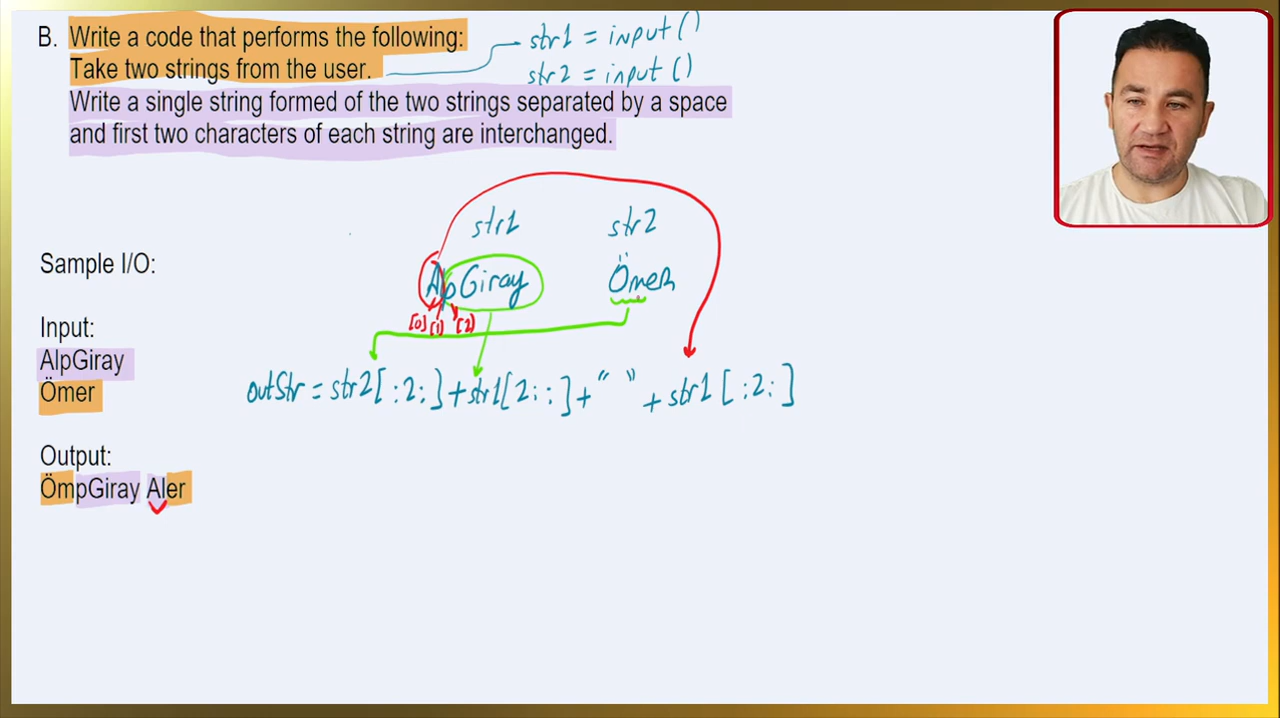 B. Write a code that performs the following:
Take two strings from the user.
str1 = input()
str2 = input()
Write a single string formed of the two strings separated by a space
and first two characters of each string are interchanged.
str1 str2
Sample I/O:
AlpGiray Ömer
[0] [1] [2]
Input:
AlpGiray
Ömer
outStr = str2[:2:] + str1[2::] + " " + str1[:2:]
Output:
ÖmpGiray Aler